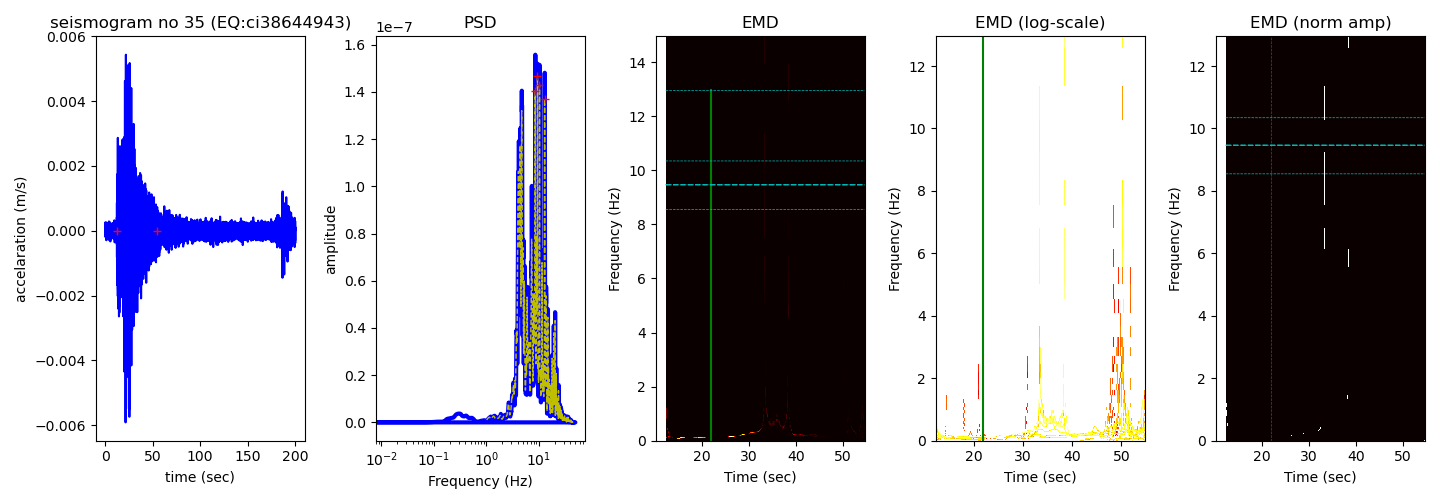 seismogram no 35 (EQ:ci38644943)
PSD
EMD
EMD (log-scale)
EMD (norm amp)
accelaration (m/s)
0.006
0.004
0.002
0.000
−0.002
−0.004
−0.006
0 50 100 150 200
time (sec)
1e−7
amplitude
1.6
1.4
1.2
1.0
0.8
0.6
0.4
0.2
0.0
10−2 10−1 100 101
Frequency (Hz)
Frequency (Hz)
14
12
10
8
6
4
2
0
20 30 40 50
Time (sec)
Frequency (Hz)
12
10
8
6
4
2
0
20 30 40 50
Time (sec)
Frequency (Hz)
12
10
8
6
4
2
0
20 30 40 50
Time (sec)